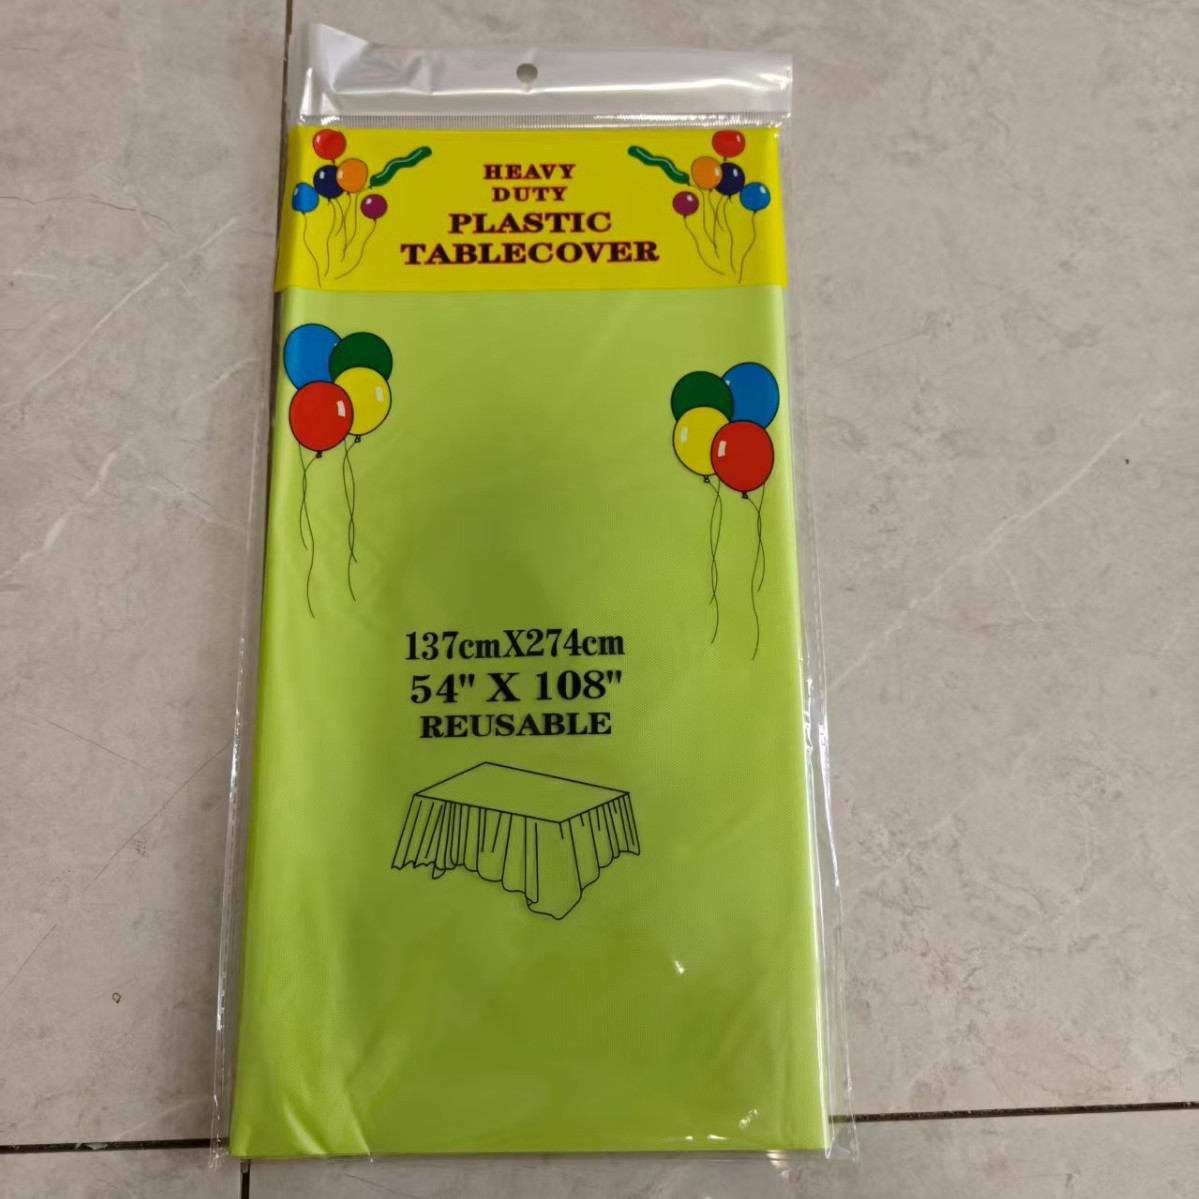 HEAVY
DUTY
PLASTIC
TABLECOVER
137cmX274cm
54" X 108"
REUSABLE